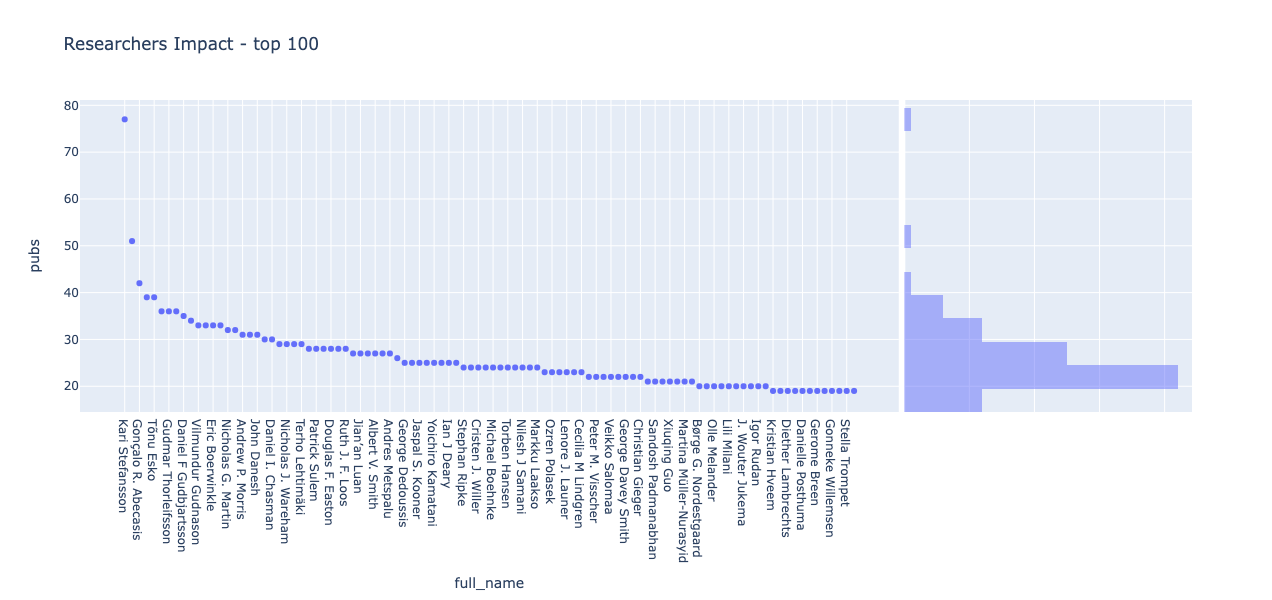 Researchers Impact - top 100
pubs
80
70
60
50
40
30
20
Kari Stefansson
Gonçalo R. Abecasis
Tõnu Esko
Gudmar Thorleifsson
Daniel F Gudbjartsson
Vilmundur Gudnason
Eric Boerwinkle
Nicholas G. Martin
Andrew P. Morris
John Danesh
Daniel I. Chasman
Nicholas J. Wareham
Terho Lehtimäki
Patrick Sulem
Douglas F. Easton
Ruth J. F. Loos
Jian’an Luan
Albert V. Smith
Andres Metspalu
George Dedoussis
Jaspal S. Kooner
Yoichiro Kamatani
Ian J Deary
Stephan Ripke
Cristen J. Willer
Michael Boehnke
Torben Hansen
Nilesh J Samani
Markku Laakso
Ozren Polasek
Lenore J. Launer
Cecilia M Lindgren
Peter M. Visscher
Veikko Salomaa
George Davey Smith
Christian Gieger
Sandosh Padmanabhan
Xiuqing Guo
Martina Müller-Nurasyid
Børge G. Nordestgaard
Olle Melander
Lili Milani
J. Wouter Jukema
Igor Rudan
Kristian Hveem
Diether Lambrechts
Danielle Posthuma
Gerome Breen
Gonneke Willemsen
Stella Trompet
full_name